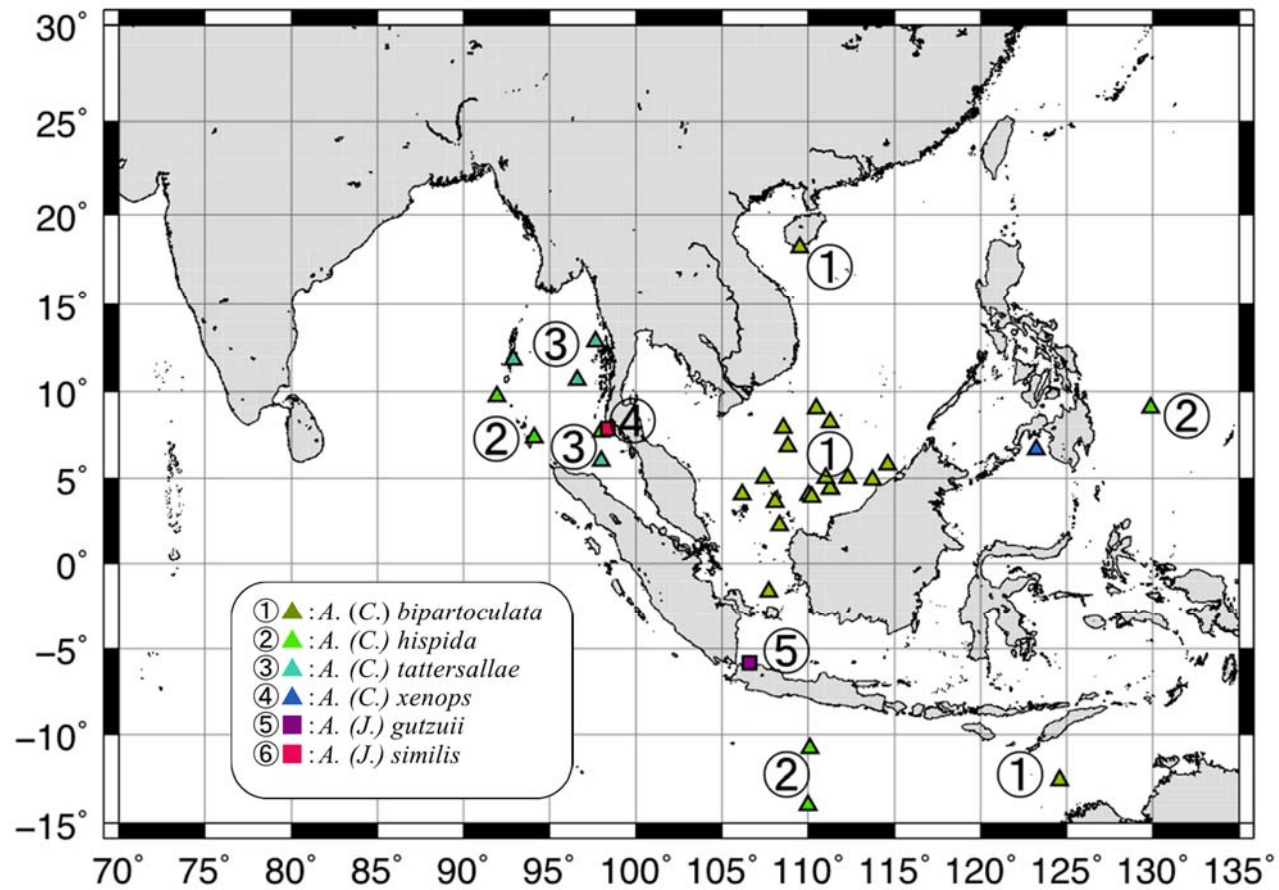 30°
25°
20°
①
15°
③
10°
④
②
②
③
①
5°
0°
① : A. (C.) bipartoculata
② : A. (C.) hispida
③ : A. (C.) tattersallae
④ : A. (C.) xenops
⑤ : A. (J.) gutzuii
⑥ : A. (J.) similis
⑤
−5°
−10°
②
①
−15°
70° 75° 80° 85° 90° 95° 100° 105° 110° 115° 120° 125° 130° 135°